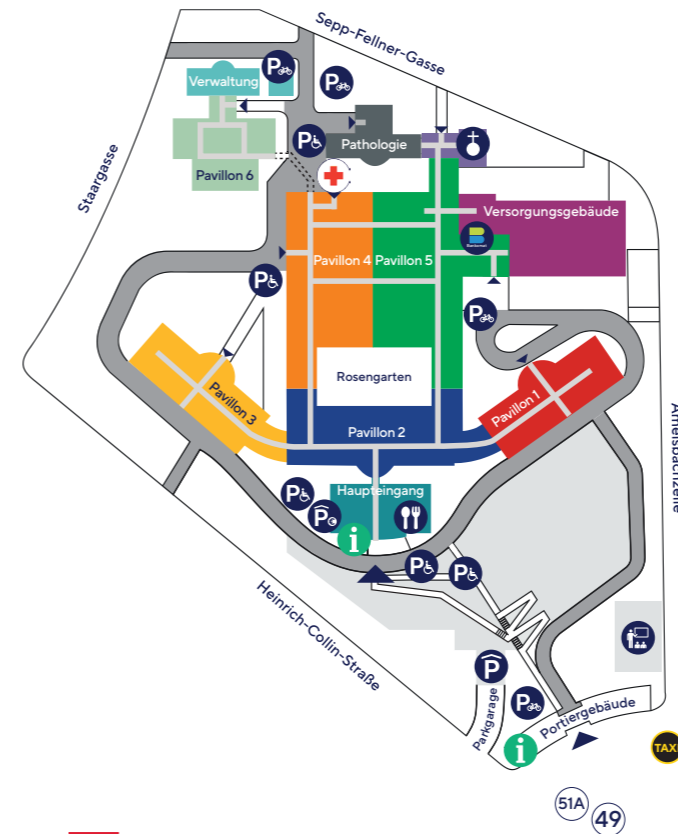 Sepp-Fellner-Gasse
Verwaltung
P
P
Pathologie
P
Pavillon 6
Staargasse
Versorgungsgebäude
B
Pavillon 4
Pavillon 5
P
P
Rosengarten
Pavillon 3
Pavillon 1
Ameisbachzeile
Pavillon 2
Haupteingang
P
P
i
P
P
Heinrich-Collin-Straße
P
P
Parkgarage
Portiergebäude
i
TAXI
51A
49